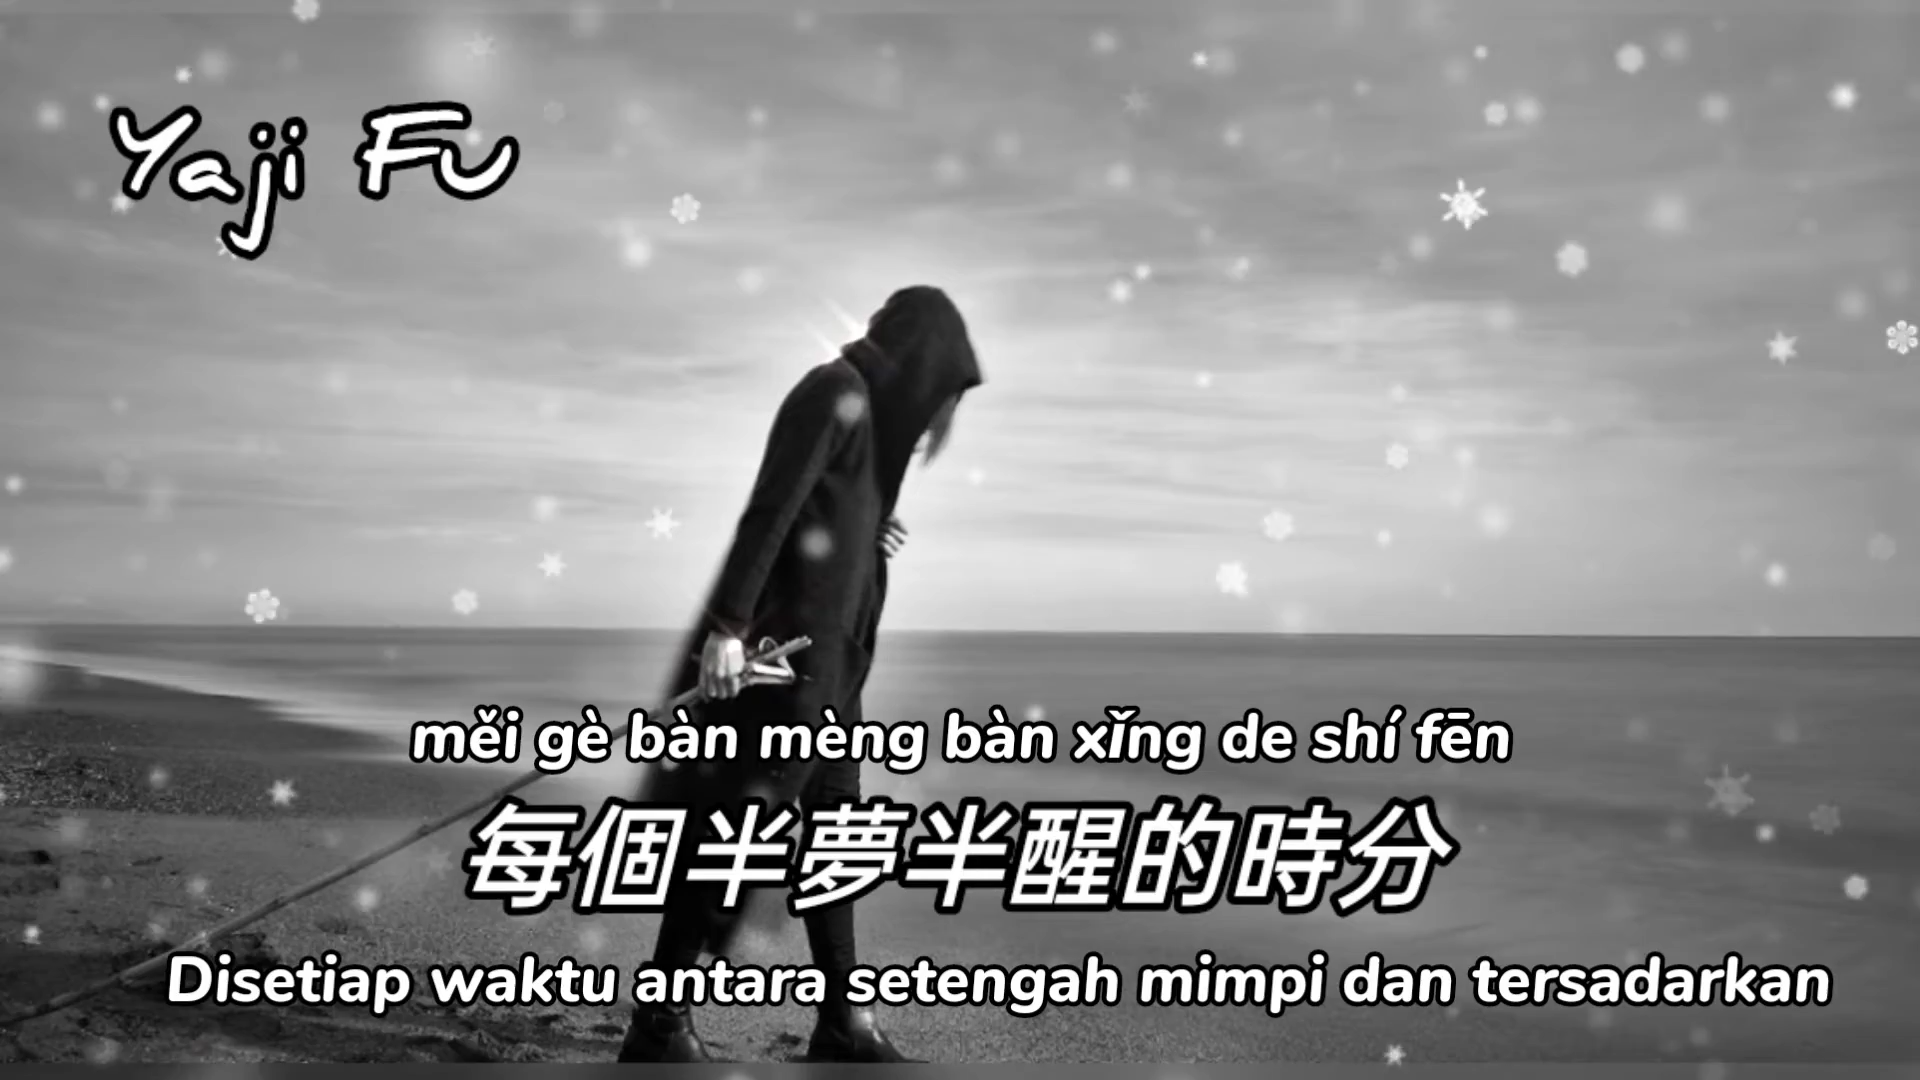 Yaji Fu
měi gè bàn mèng bàn xǐng de shí fēn
每個半夢半醒的時分
Disetiap waktu antara setengah mimpi dan tersadarkan